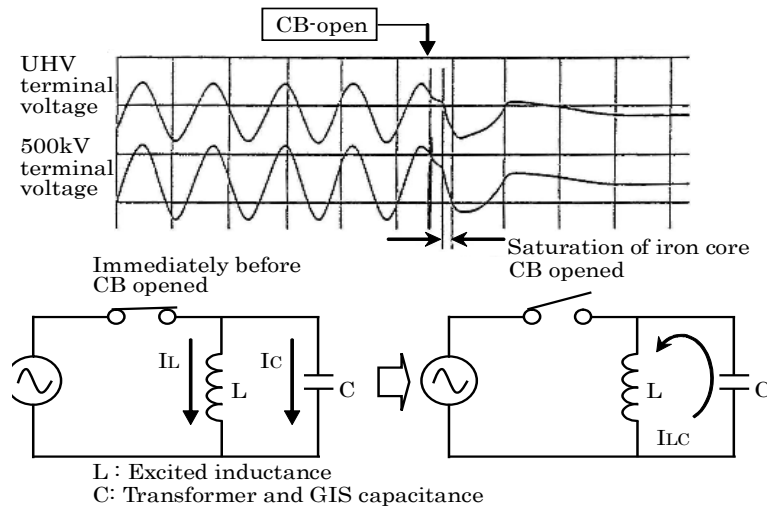 CB-open
UHV
terminal
voltage
500kV
terminal
voltage
Saturation of iron core
CB opened
Immediately before
CB opened
IL
L
IC
C
L
ILC
C
L : Excited inductance
C: Transformer and GIS capacitance